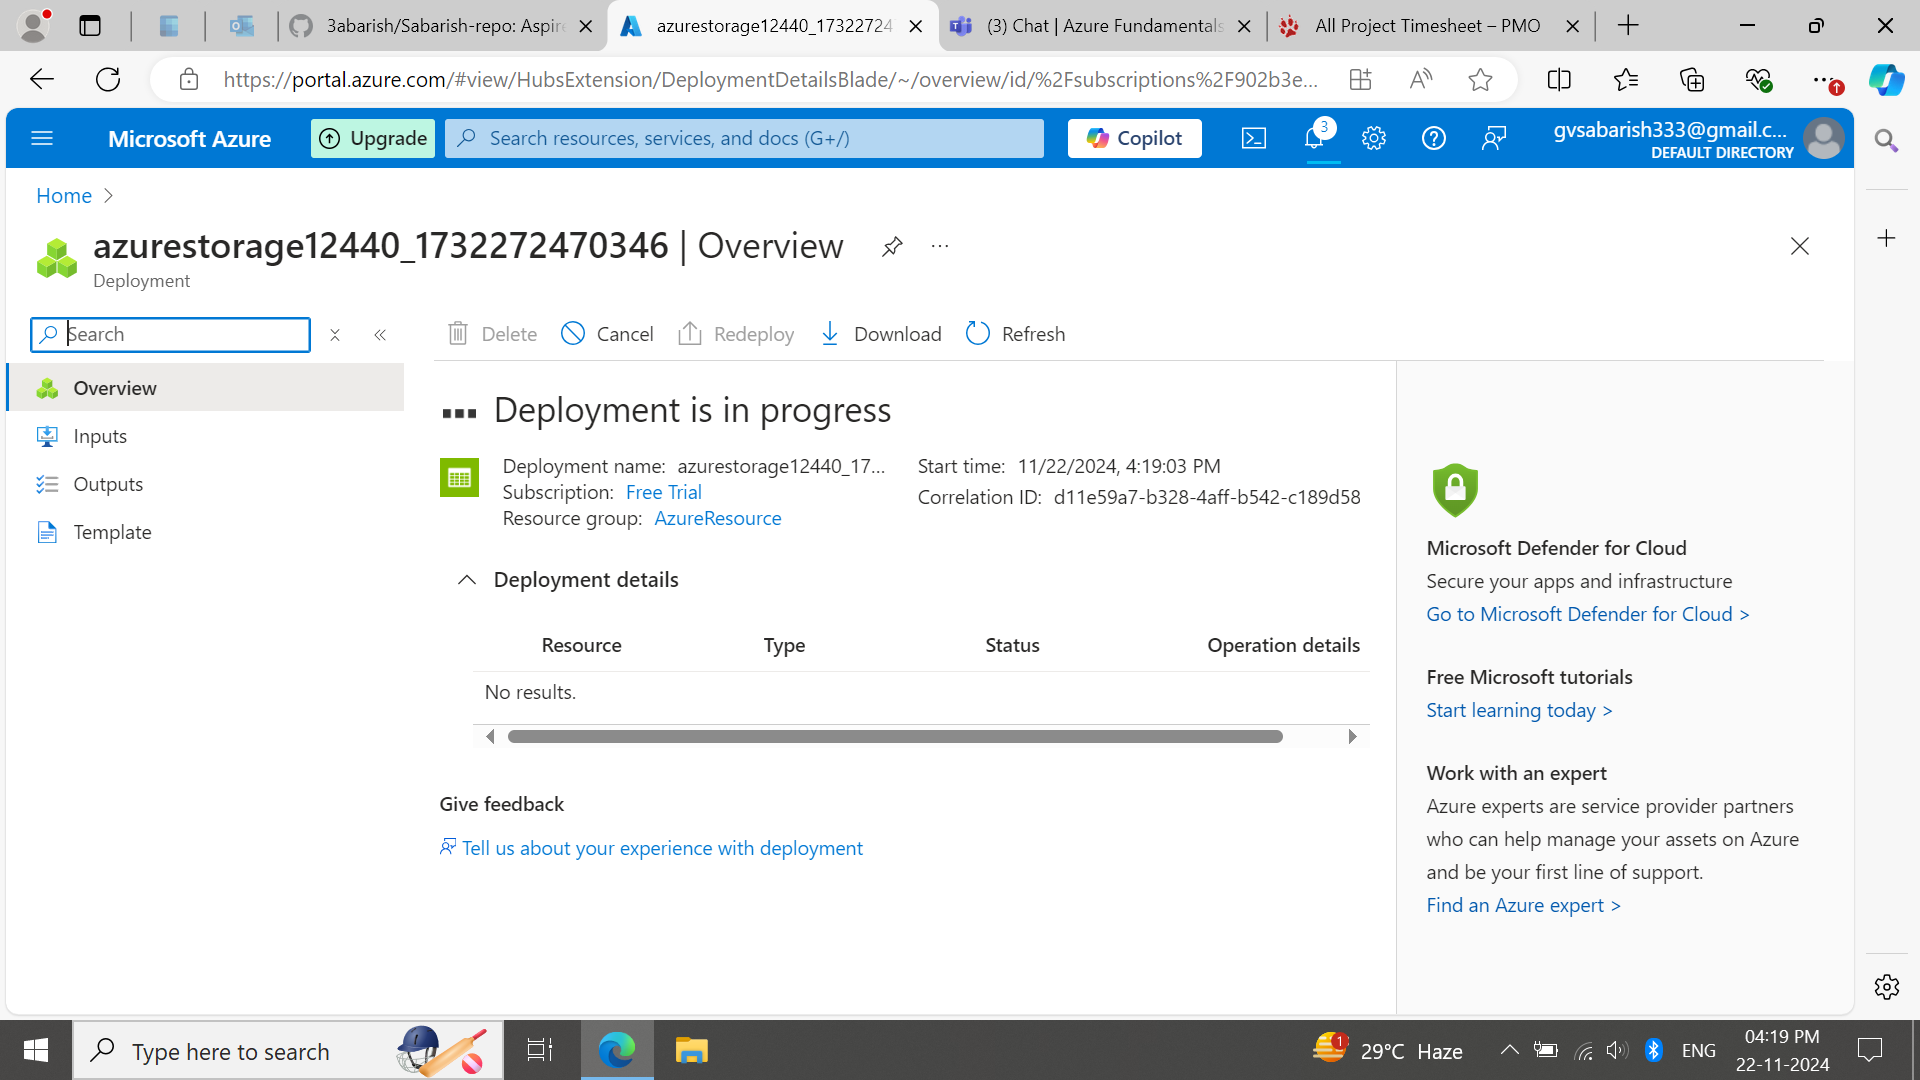 3abarish/Sabarish-repo: Aspire
azurestorage12440_17322724
(3) Chat | Azure Fundamentals
All Project Timesheet – PMO
https://portal.azure.com/#view/HubsExtension/DeploymentDetailsBlade/~/overview/id/%2Fsubscriptions%2F902b3e...
Microsoft Azure
Upgrade
Search resources, services, and docs (G+/)
Copilot
3
gvsabarish333@gmail.c...
DEFAULT DIRECTORY
Home
azurestorage12440_1732272470346 | Overview
Deployment
Search
Delete
Cancel
Redeploy
Download
Refresh
Overview
Inputs
Outputs
Template
Deployment is in progress
Deployment name: azurestorage12440_17...
Subscription: Free Trial
Resource group: AzureResource
Start time: 11/22/2024, 4:19:03 PM
Correlation ID: d11e59a7-b328-4aff-b542-c189d58
Deployment details
Resource Type Status Operation details
No results.
Give feedback
Tell us about your experience with deployment
Microsoft Defender for Cloud
Secure your apps and infrastructure
Go to Microsoft Defender for Cloud >
Free Microsoft tutorials
Start learning today >
Work with an expert
Azure experts are service provider partners
who can help manage your assets on Azure
and be your first line of support.
Find an Azure expert >
Type here to search
1
29°C Haze
ENG
04:19 PM
22-11-2024